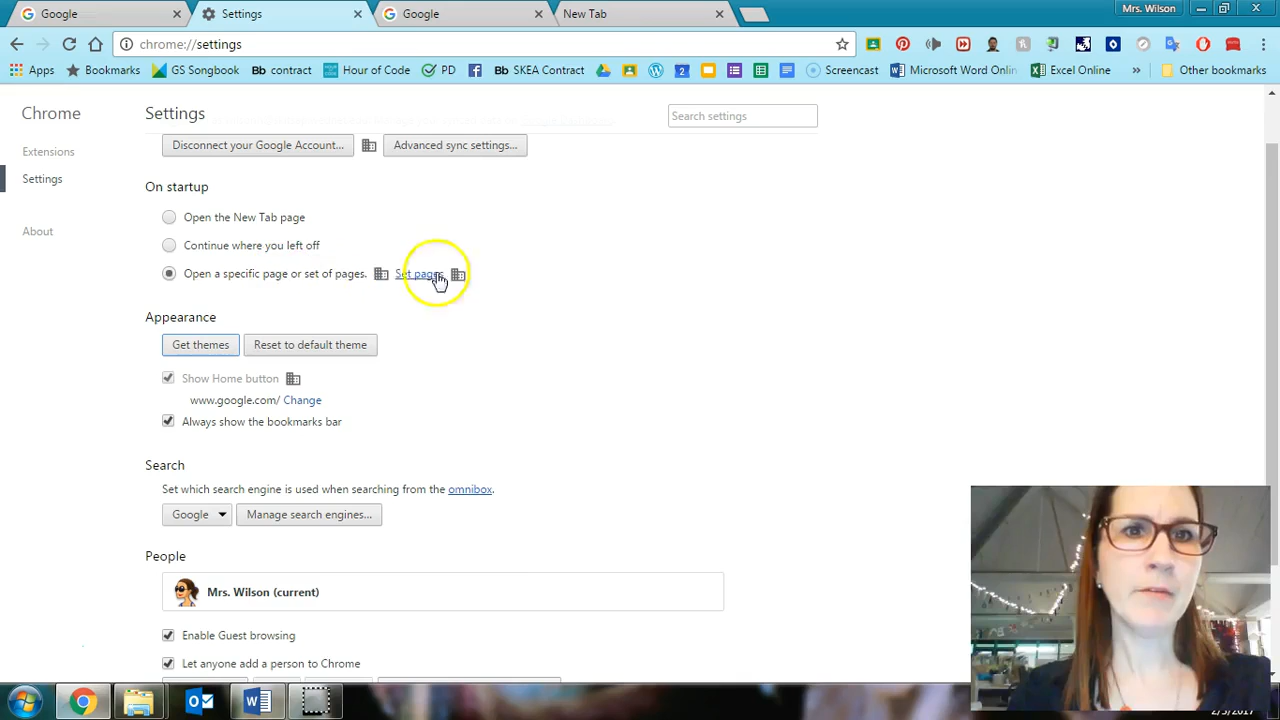 Google
Settings
Google
New Tab
Mrs. Wilson
chrome://settings
Apps
Bookmarks
GS Songbook
Bb contract
Hour of Code
PD
Bb SKEA Contract
Screencast
Microsoft Word Onlin
Excel Online
»
Other bookmarks
Chrome
Extensions
Settings
About
Settings
Search settings
Disconnect your Google Account...
Advanced sync settings...
On startup
Open the New Tab page
Continue where you left off
Open a specific page or set of pages. Set pages
Appearance
Get themes
Reset to default theme
Show Home button
www.google.com/ Change
Always show the bookmarks bar
Search
Set which search engine is used when searching from the omnibox.
Google
Manage search engines...
People
Mrs. Wilson (current)
Enable Guest browsing
Let anyone add a person to Chrome